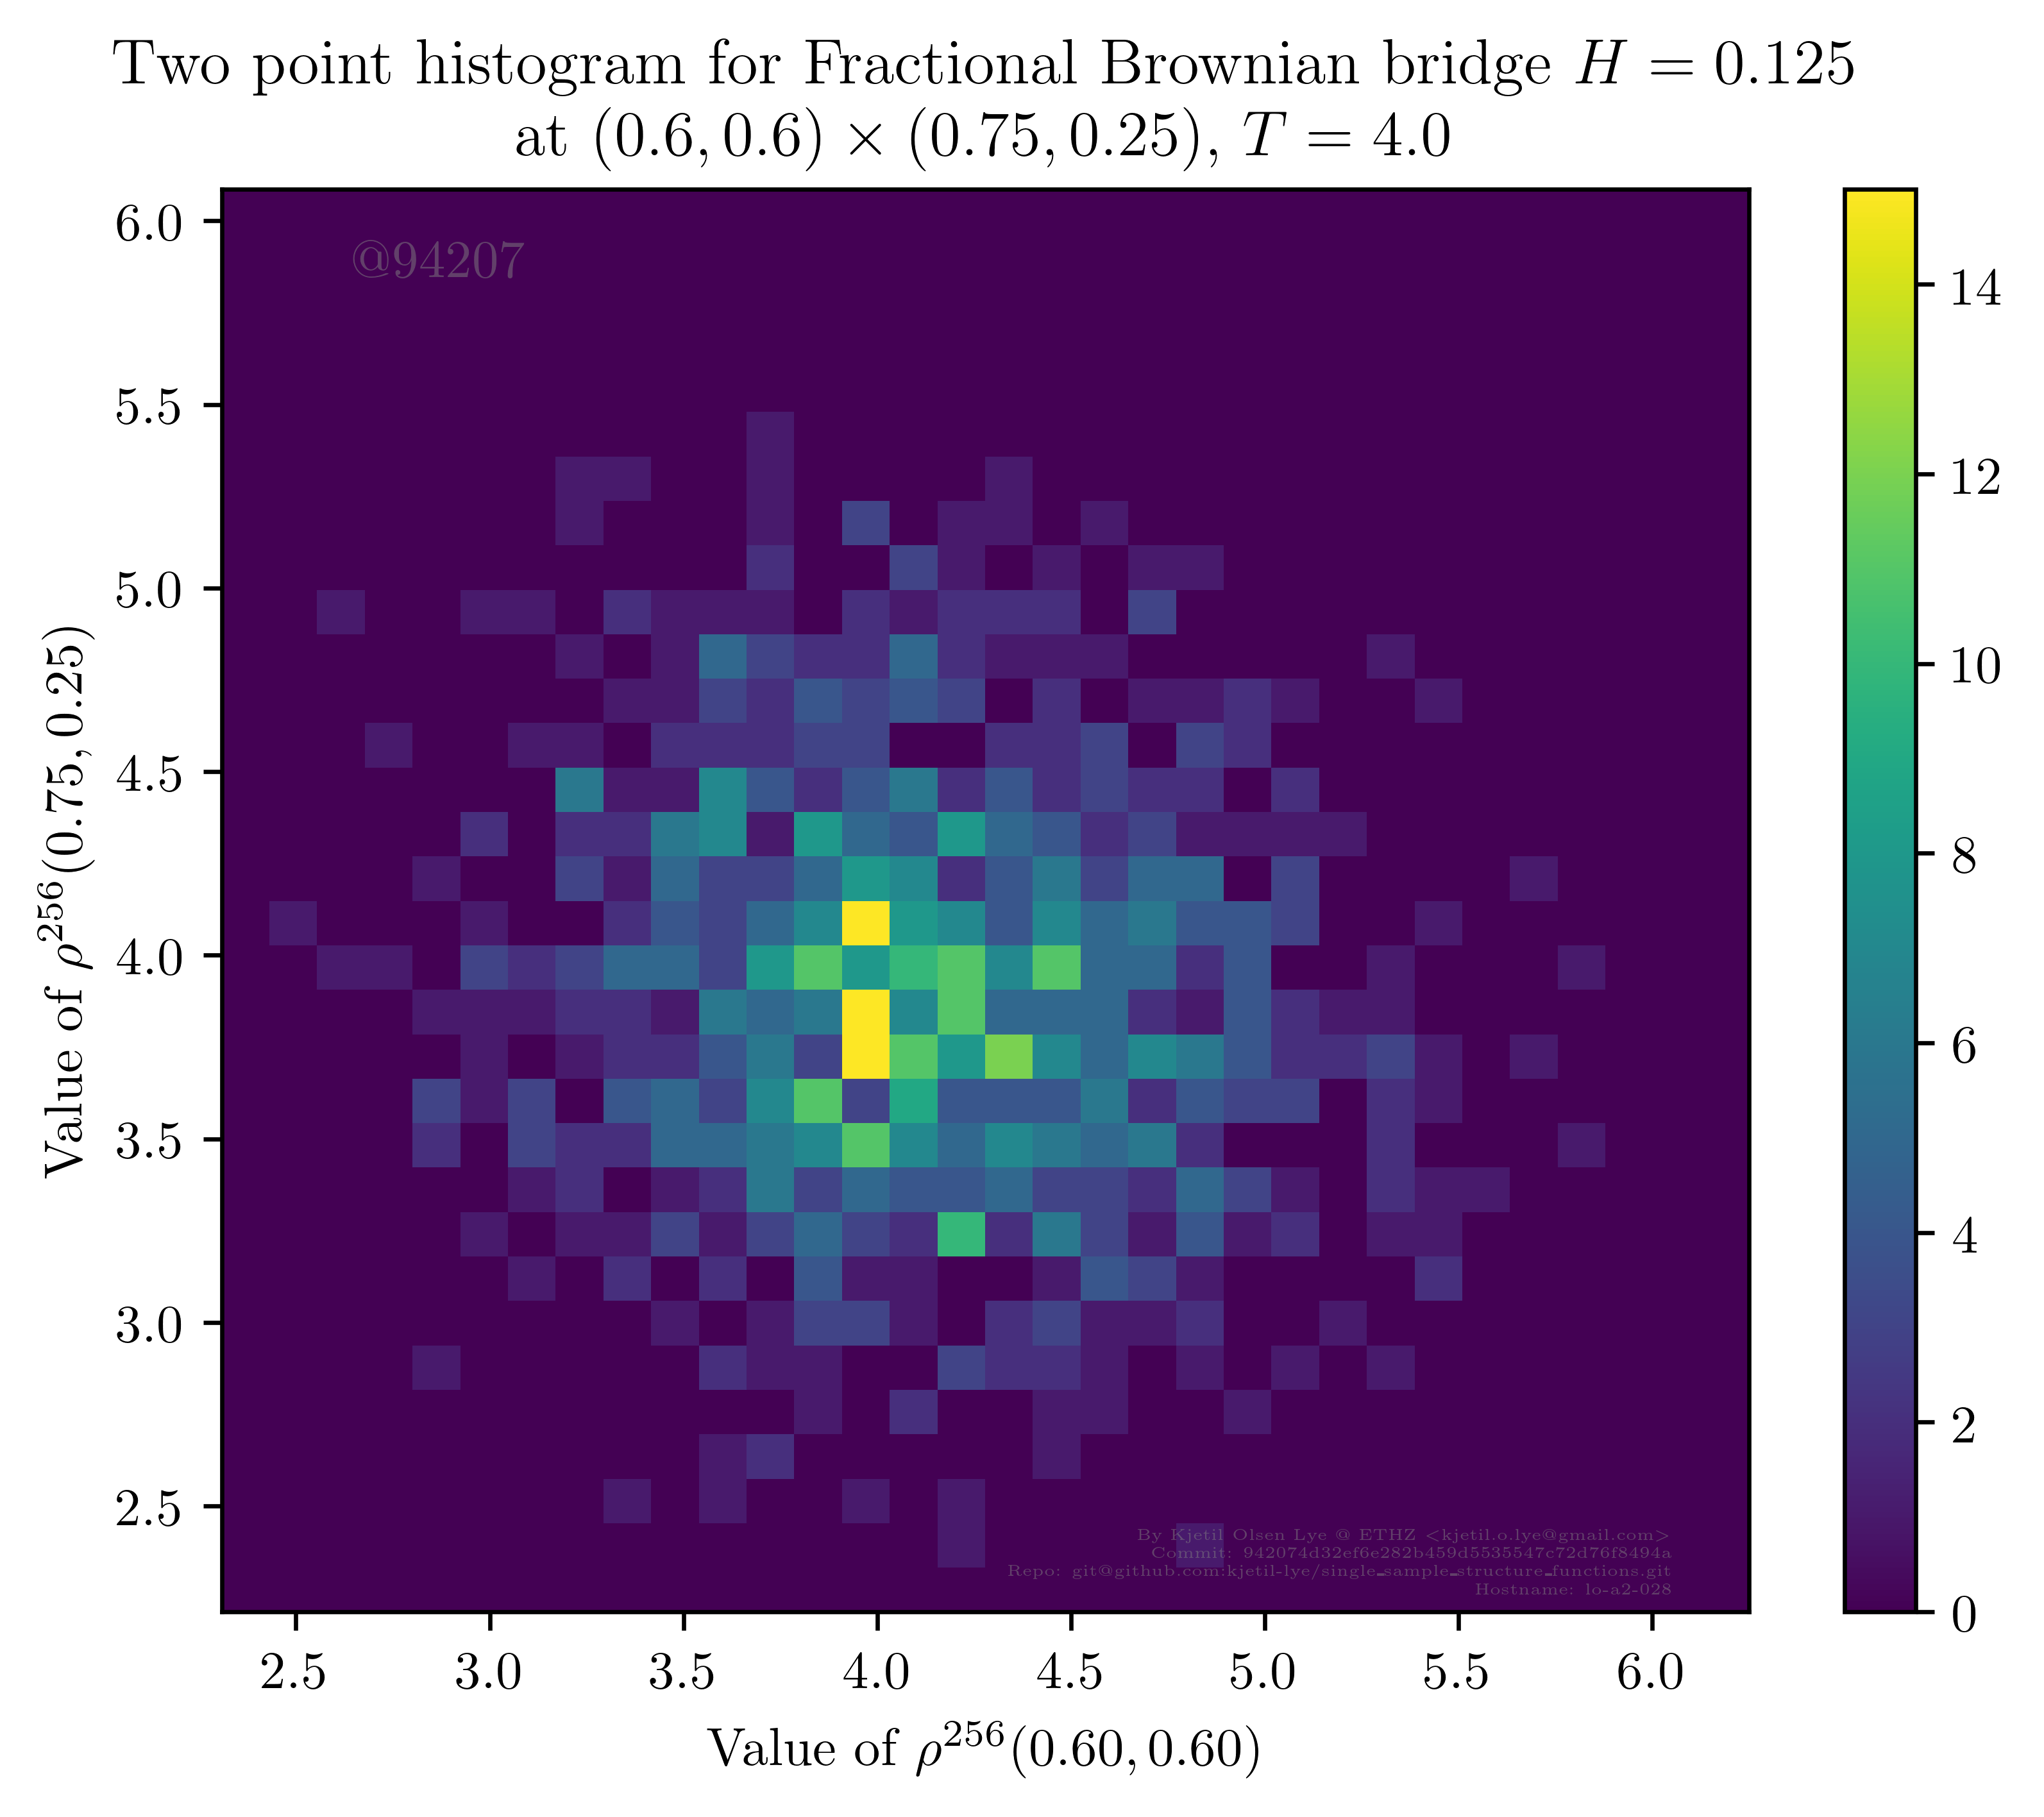 Two point histogram for Fractional Brownian bridge H = 0.125
at (0.6, 0.6) × (0.75, 0.25), T = 4.0
@94207
6.0
5.5
5.0
4.5
4.0
3.5
3.0
2.5
Value of ρ²⁵⁶(0.75, 0.25)
2.5 3.0 3.5 4.0 4.5 5.0 5.5 6.0
Value of ρ²⁵⁶(0.60, 0.60)
14
12
10
8
6
4
2
0
By Kjetil Olsen Lye @ ETHZ <kjetil.o.lye@gmail.com>
Commit: 942074d32ef6e282b459d5535547c72d76f8494a
Repo: git@github.com:kjetil-lye/single_sample_structure_functions.git
Hostname: lo-a2-028